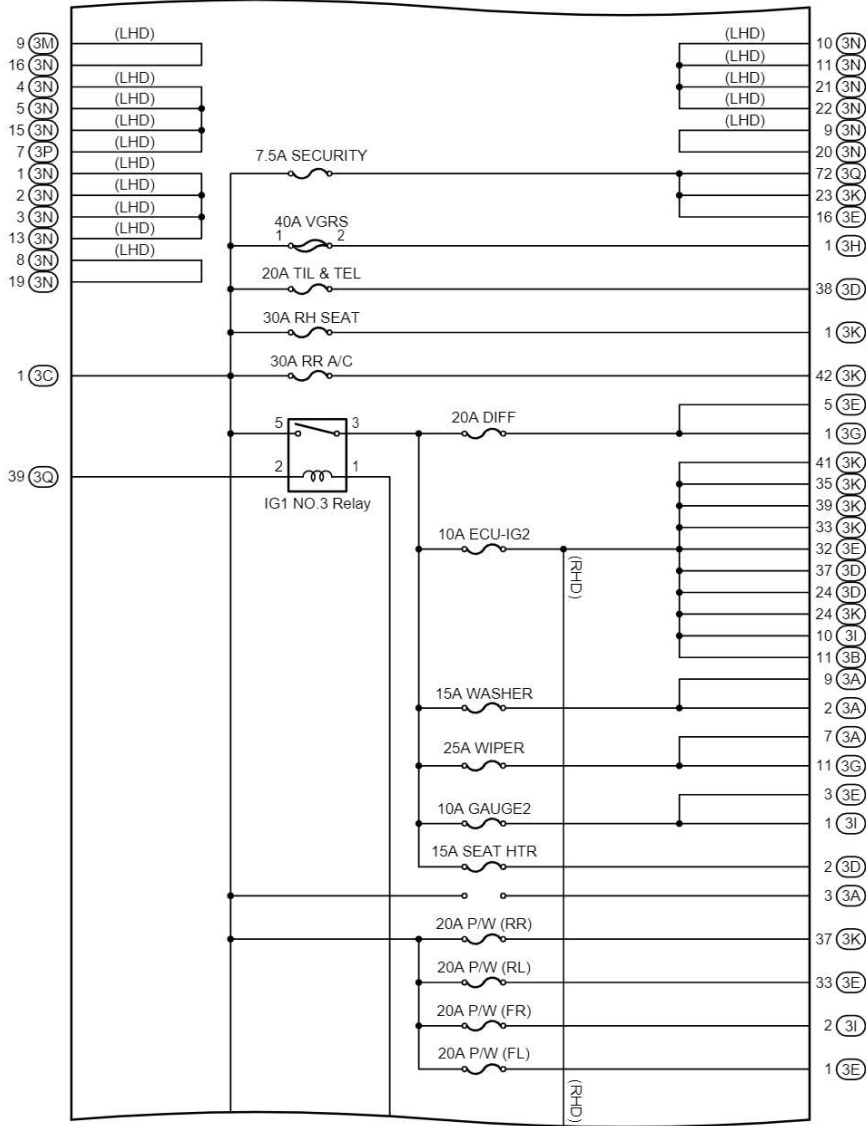 9 3M (LHD) (LHD) 10 3N
16 3N (LHD) 11 3N
4 3N (LHD) (LHD) 21 3N
5 3N (LHD) (LHD) 22 3N
15 3N (LHD) (LHD) 9 3N
7 3P 20 3N
1 3N (LHD) 7.5A SECURITY 72 3Q
2 3N (LHD) 23 3K
3 3N (LHD) 16 3E
13 3N (LHD)
40A VGRS
1 2 1 3H
8 3N (LHD)
19 3N
20A TIL & TEL 38 3D
30A RH SEAT 1 3K
1 3C 30A RR A/C 42 3K
5 3E
5 3 20A DIFF 1 3G
41 3K
39 3Q 2 1 35 3K
IG1 NO.3 Relay 39 3K
33 3K
10A ECU-IG2 32 3E
(RHD) 37 3D
24 3D
24 3K
10 3I
11 3B
9 3A
15A WASHER 2 3A
7 3A
25A WIPER 11 3G
3 3E
10A GAUGE2 1 3I
15A SEAT HTR 2 3D
3 3A
20A P/W (RR) 37 3K
20A P/W (RL) 33 3E
20A P/W (FR) 2 3I
20A P/W (FL) 1 3E
(RHD)